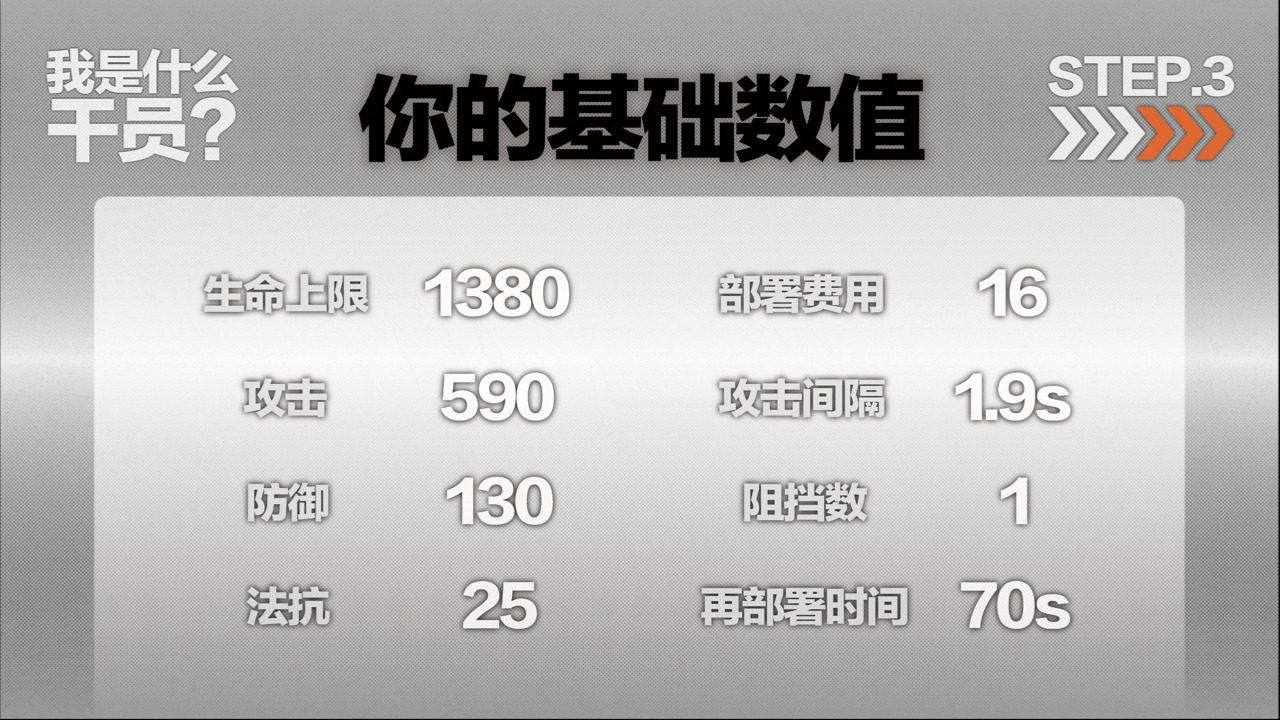 我是什么
干员?
你的基础数值
STEP.3
生命上限 1380 部署费用 16
攻击 590 攻击间隔 1.9s
防御 130 阻挡数 1
法抗 25 再部署时间 70s